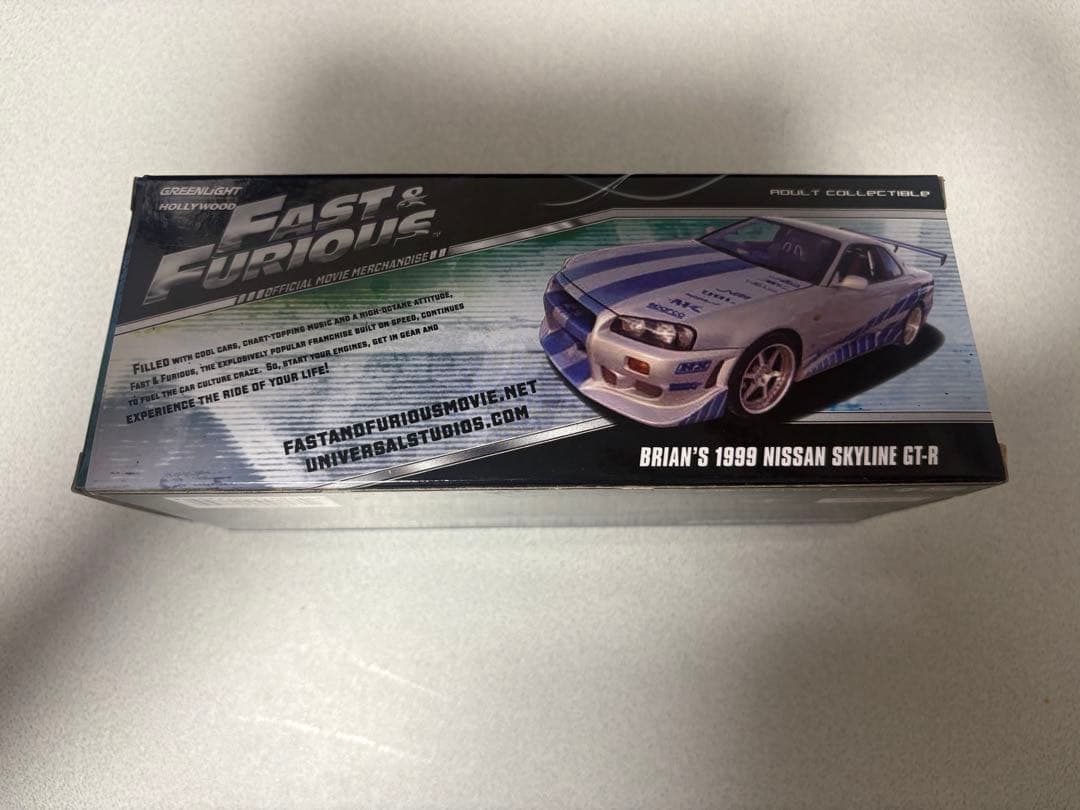 GREENLIGHT
HOLLYWOOD
FAST &
FURIOUS™
OFFICIAL MOVIE MERCHANDISE
ADULT COLLECTIBLE
FILLED WITH COOL CARS, CHART-TOPPING MUSIC AND A HIGH-OCTANE ATTITUDE,
FAST & FURIOUS, THE EXPLOSIVELY POPULAR FRANCHISE BUILT ON SPEED, CONTINUES
TO FUEL THE CAR CULTURE CRAZE. SO, START YOUR ENGINES, GET IN GEAR AND
EXPERIENCE THE RIDE OF YOUR LIFE!
FASTANDFURIOUSMOVIE.NET
UNIVERSALSTUDIOS.COM
sparco
BRIAN'S 1999 NISSAN SKYLINE GT-R